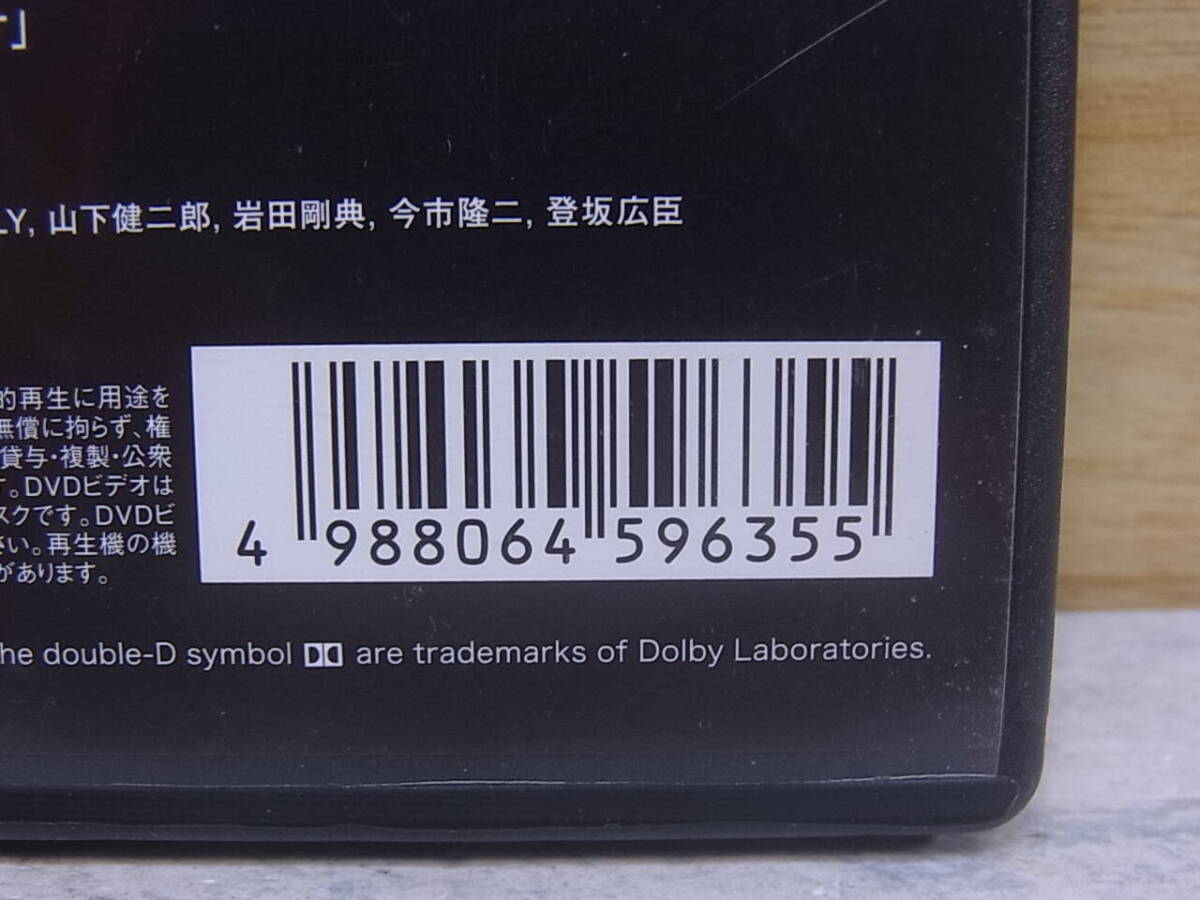 」
LY, 山下健二郎, 岩田剛典, 今市隆二, 登坂広臣
的再生に用途を
無償に拘らず、権
貸与・複製・公衆
す。DVDビデオは
スクです。DVDビ
さい。再生機の機
があります。
4 988064 596355
he double-D symbol are trademarks of Dolby Laboratories.